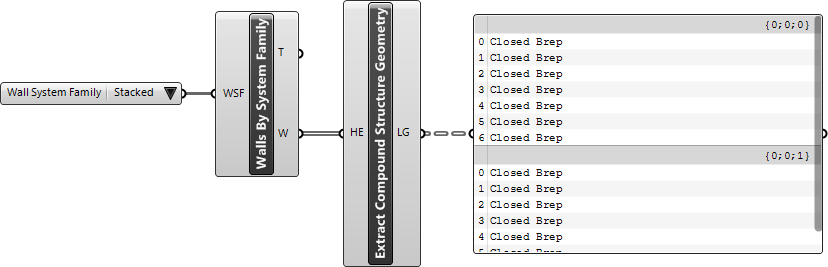 Wall System Family Stacked
WSF
Walls By System Family
T
W
HE
Extract Compound Structure Geometry
LG
{0;0;0}
0 Closed Brep
1 Closed Brep
2 Closed Brep
3 Closed Brep
4 Closed Brep
5 Closed Brep
6 Closed Brep
{0;0;1}
0 Closed Brep
1 Closed Brep
2 Closed Brep
3 Closed Brep
4 Closed Brep
5 Closed Brep